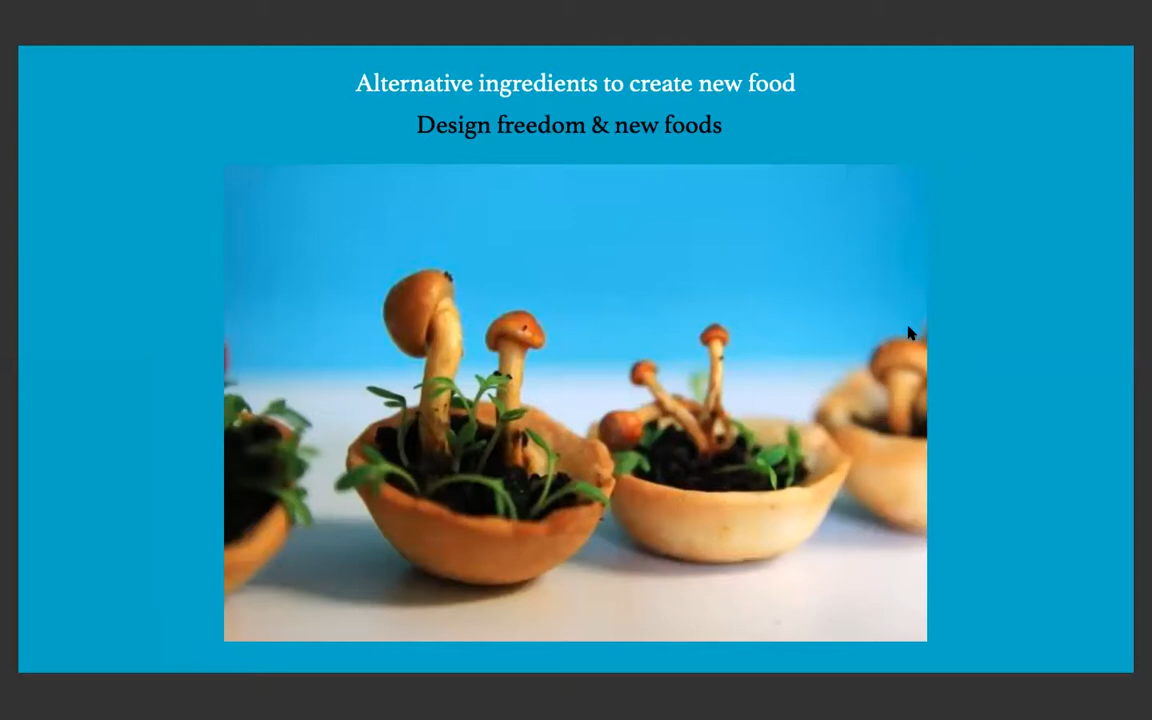 Alternative ingredients to create new food
Design freedom & new foods